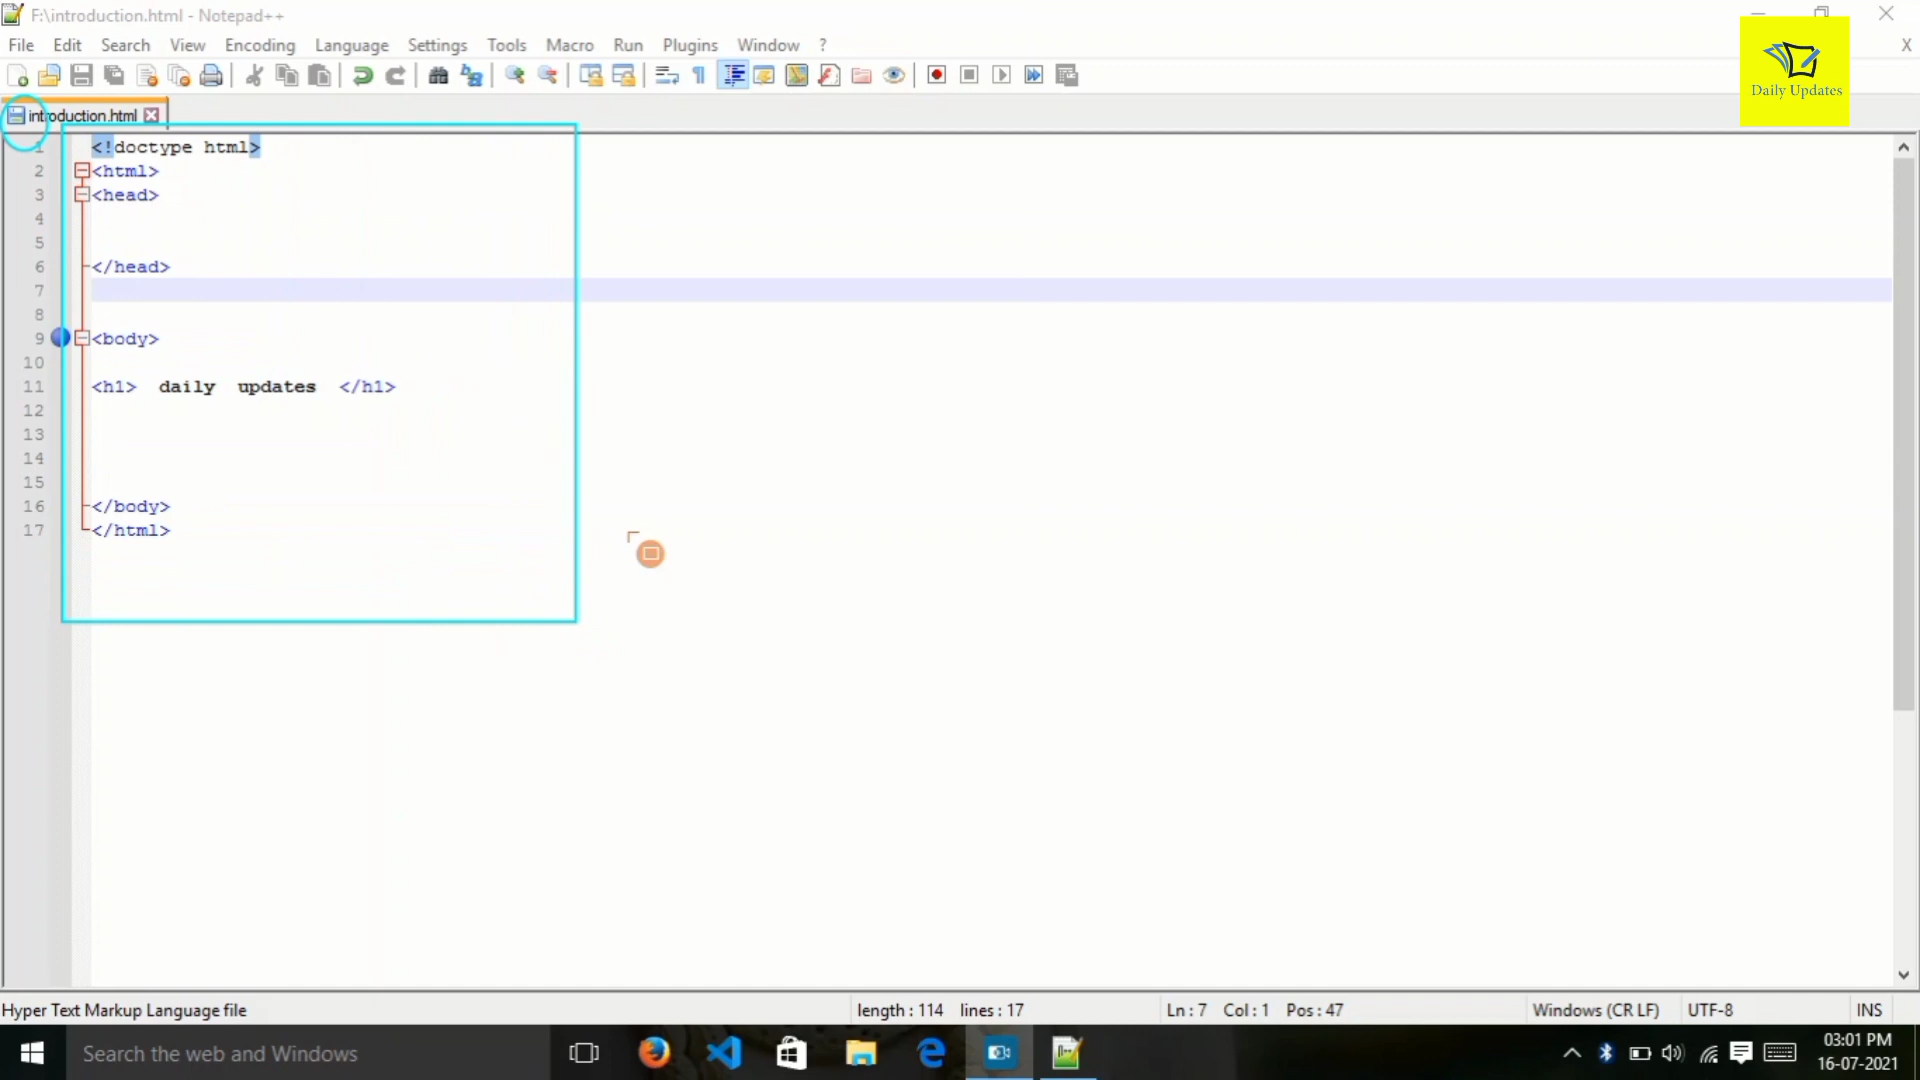 F:\introduction.html - Notepad++
File Edit Search View Encoding Language Settings Tools Macro Run Plugins Window ? X
Daily Updates
introduction.html
1 <!doctype html>
2 <html>
3 <head>
4
5
6 </head>
7
8
9 <body>
10
11 <h1> daily updates </h1>
12
13
14
15
16 </body>
17 </html>
Hyper Text Markup Language file length : 114 lines : 17 Ln : 7 Col : 1 Pos : 47 Windows (CR LF) UTF-8 INS
Search the web and Windows
03:01 PM
16-07-2021